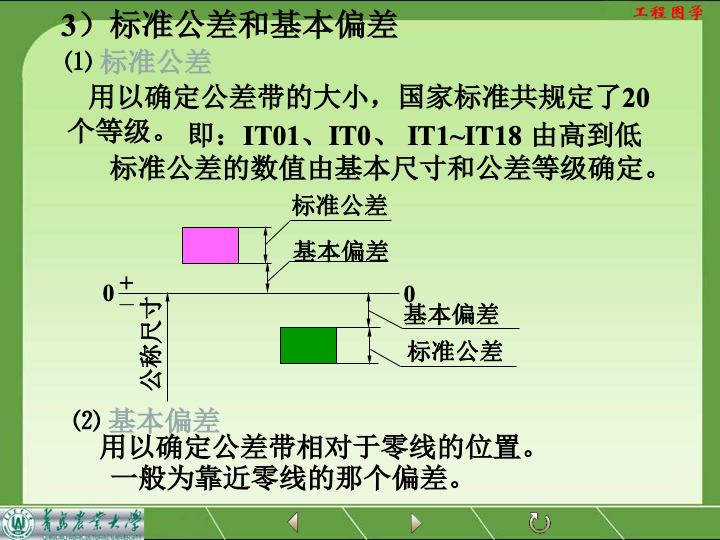 3）标准公差和基本偏差
工程图学
⑴ 标准公差
用以确定公差带的大小，国家标准共规定了20
个等级。 即：IT01、IT0、 IT1~IT18 由高到低
标准公差的数值由基本尺寸和公差等级确定。
标准公差
基本偏差
0 + 0
—
基本偏差
公称尺寸
标准公差
⑵ 基本偏差
用以确定公差带相对于零线的位置。
一般为靠近零线的那个偏差。
青岛农业大学